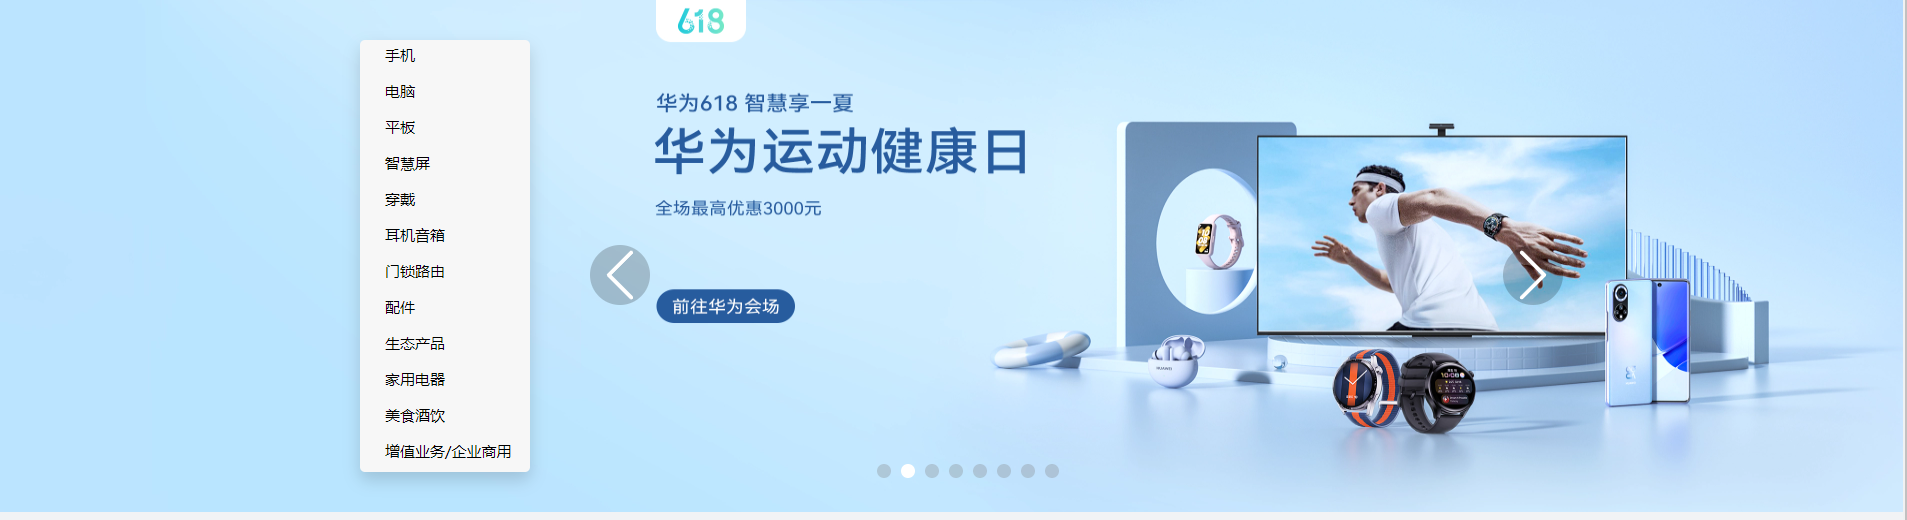 618
手机
电脑
平板
智慧屏
穿戴
耳机音箱
门锁路由
配件
生态产品
家用电器
美食酒饮
增值业务/企业商用
华为618 智慧享一夏
华为运动健康日
全场最高优惠3000元
前往华为会场
HUAWEI
10:08